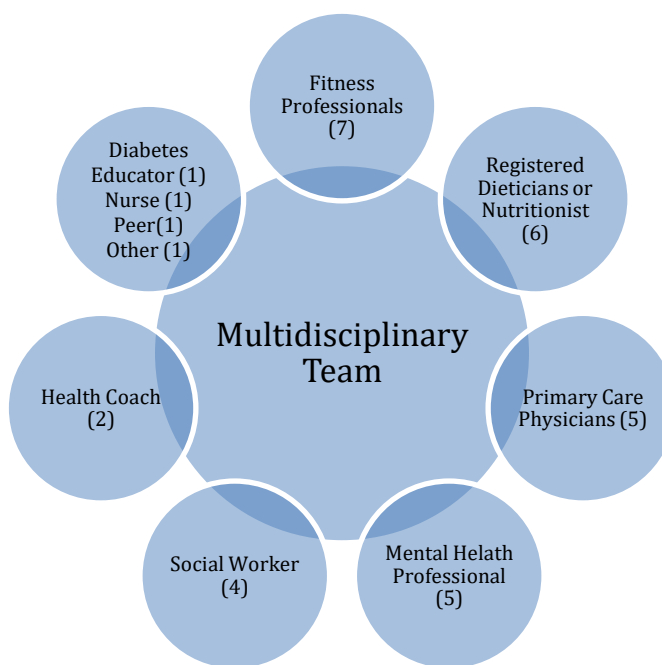 Fitness
Professionals
(7)
Registered
Dieticians or
Nutritionist
(6)
Primary Care
Physicians (5)
Mental Helath
Professional
(5)
Social Worker
(4)
Health Coach
(2)
Diabetes
Educator (1)
Nurse (1)
Peer(1)
Other (1)
Multidisciplinary
Team